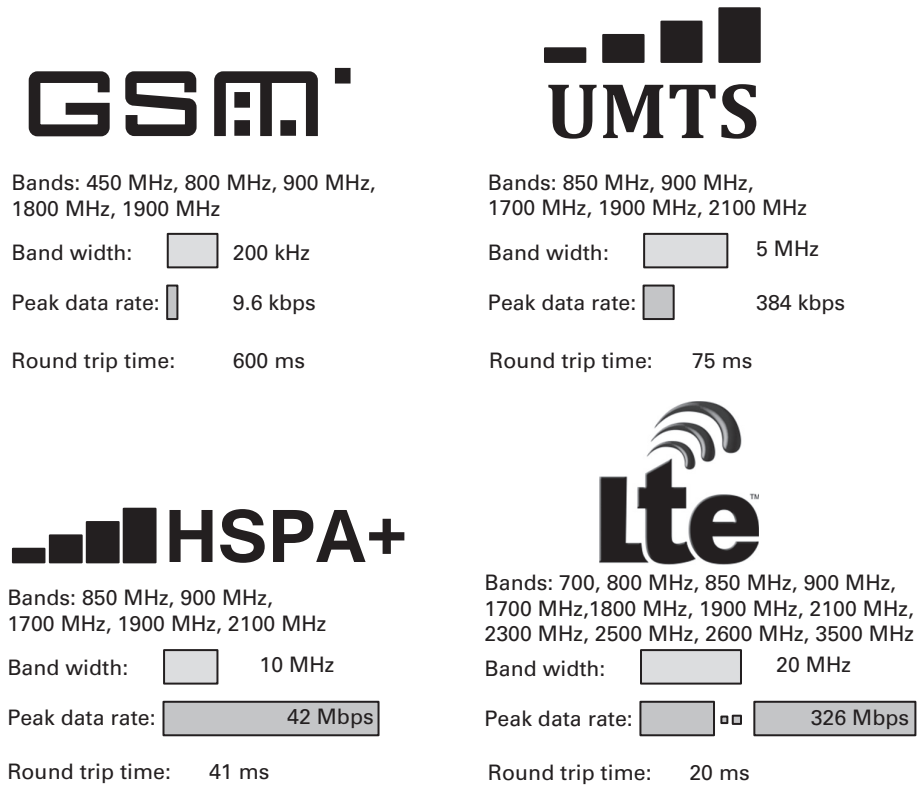 GSM
Bands: 450 MHz, 800 MHz, 900 MHz,
1800 MHz, 1900 MHz
Band width: 200 kHz
Peak data rate: 9.6 kbps
Round trip time: 600 ms
UMTS
Bands: 850 MHz, 900 MHz,
1700 MHz, 1900 MHz, 2100 MHz
Band width: 5 MHz
Peak data rate: 384 kbps
Round trip time: 75 ms
HSPA+
Bands: 850 MHz, 900 MHz,
1700 MHz, 1900 MHz, 2100 MHz
Band width: 10 MHz
Peak data rate: 42 Mbps
Round trip time: 41 ms
Lte™
Bands: 700, 800 MHz, 850 MHz, 900 MHz,
1700 MHz,1800 MHz, 1900 MHz, 2100 MHz,
2300 MHz, 2500 MHz, 2600 MHz, 3500 MHz
Band width: 20 MHz
Peak data rate: 326 Mbps
Round trip time: 20 ms